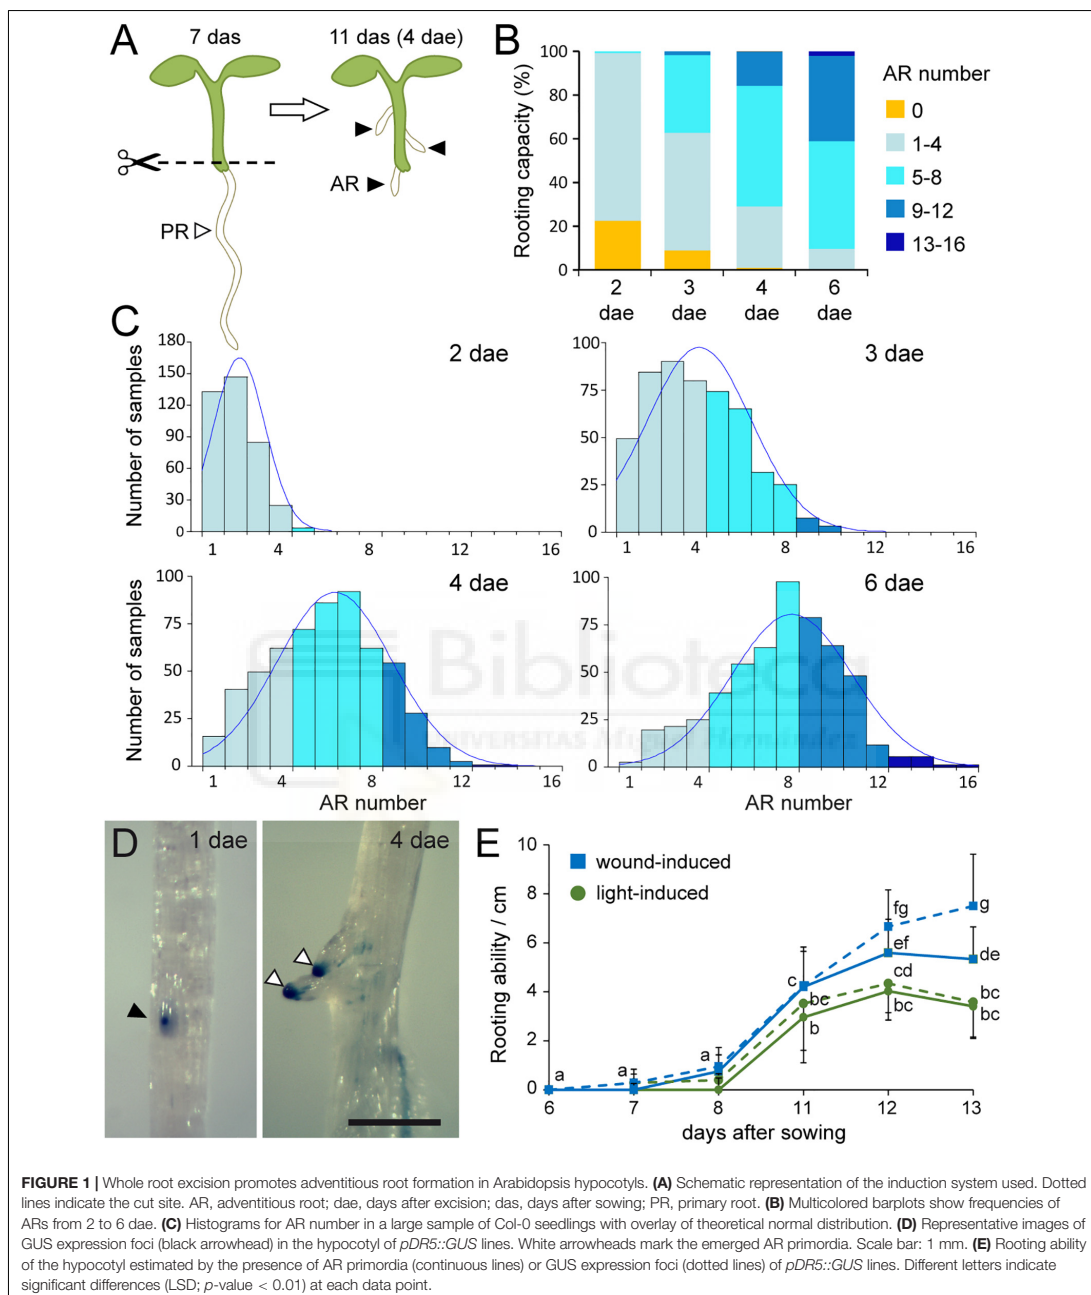 A
7 das
11 das (4 dae)
PR
AR
B
Rooting capacity (%)
100
80
60
40
20
0
2 dae
3 dae
4 dae
6 dae
AR number
0
1-4
5-8
9-12
13-16
C
Number of samples
180
150
120
90
60
30
0
2 dae
1 4 8 12 16
100
75
50
25
0
3 dae
1 4 8 12 16
Number of samples
100
75
50
25
0
4 dae
4 8 12 16
AR number
100
75
50
25
0
6 dae
1 4 8 12 16
AR number
Biblioteca
UNIVERSITAS Miguel Hernández
D
1 dae
4 dae
E
Rooting ability / cm
10
8
6
4
2
0
wound-induced
light-induced
a
a
a
c
bc
b
fg
ef
cd
bc
g
de
bc
bc
6 7 8 11 12 13
days after sowing
FIGURE 1 | Whole root excision promotes adventitious root formation in Arabidopsis hypocotyls. (A) Schematic representation of the induction system used. Dotted
lines indicate the cut site. AR, adventitious root; dae, days after excision; das, days after sowing; PR, primary root. (B) Multicolored barplots show frequencies of
ARs from 2 to 6 dae. (C) Histograms for AR number in a large sample of Col-0 seedlings with overlay of theoretical normal distribution. (D) Representative images of
GUS expression foci (black arrowhead) in the hypocotyl of pDR5::GUS lines. White arrowheads mark the emerged AR primordia. Scale bar: 1 mm. (E) Rooting ability
of the hypocotyl estimated by the presence of AR primordia (continuous lines) or GUS expression foci (dotted lines) of pDR5::GUS lines. Different letters indicate
significant differences (LSD; p-value < 0.01) at each data point.